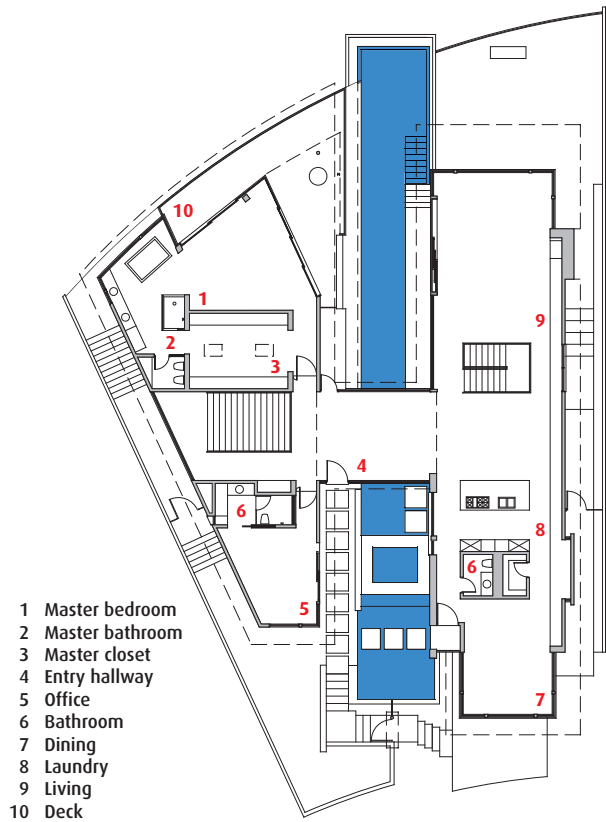 10
1
2
3
9
4
6
8
6
5
7
1 Master bedroom
2 Master bathroom
3 Master closet
4 Entry hallway
5 Office
6 Bathroom
7 Dining
8 Laundry
9 Living
10 Deck